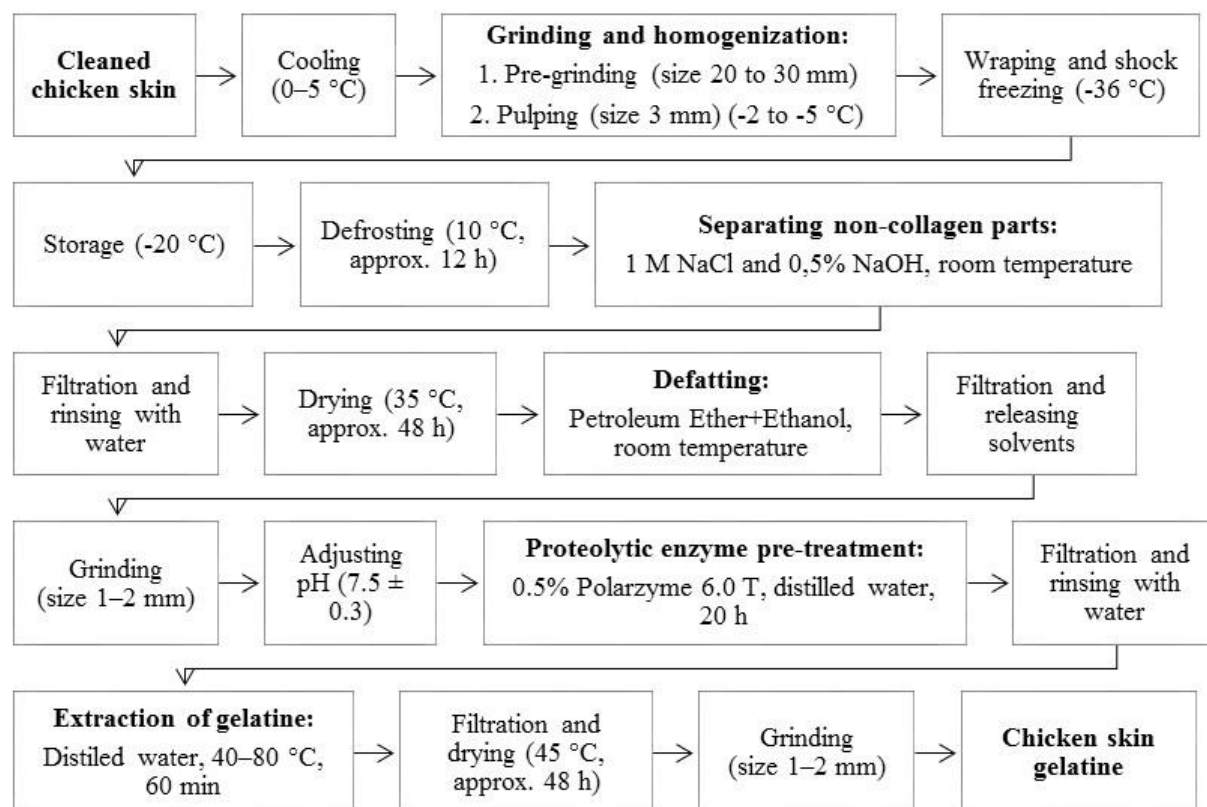 Cleaned
chicken skin
Cooling
(0–5 °C)
Grinding and homogenization:
1. Pre-grinding (size 20 to 30 mm)
2. Pulping (size 3 mm) (-2 to -5 °C)
Wraping and shock
freezing (-36 °C)
Storage (-20 °C)
Defrosting (10 °C,
approx. 12 h)
Separating non-collagen parts:
1 M NaCl and 0,5% NaOH, room temperature
Filtration and
rinsing with
water
Drying (35 °C,
approx. 48 h)
Defatting:
Petroleum Ether+Ethanol,
room temperature
Filtration and
releasing
solvents
Grinding
(size 1–2 mm)
Adjusting
pH (7.5 ±
0.3)
Proteolytic enzyme pre-treatment:
0.5% Polarzyme 6.0 T, distilled water,
20 h
Filtration and
rinsing with
water
Extraction of gelatine:
Distiled water, 40–80 °C,
60 min
Filtration and
drying (45 °C,
approx. 48 h)
Grinding
(size 1–2 mm)
Chicken skin
gelatine